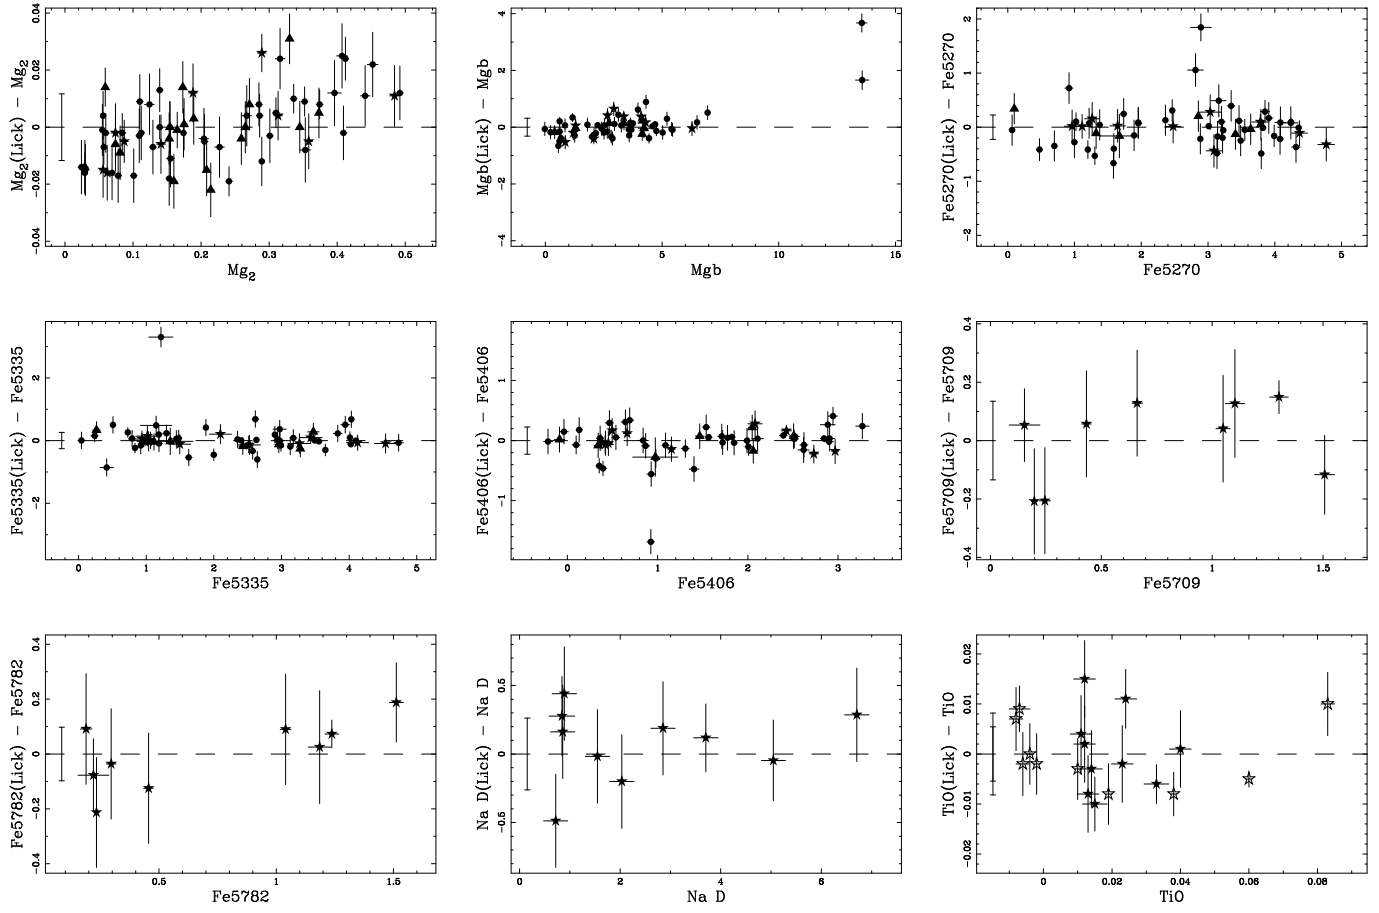 Mg2(Lick) - Mg2
0.04
0.02
0
-0.02
-0.04
0 0.1 0.2 0.3 0.4 0.5
Mg2
Mgb(Lick) - Mgb
4
2
0
-2
-4
0 5 10 15
Mgb
Fe5270(Lick) - Fe5270
2
1
0
-1
-2
0 1 2 3 4 5
Fe5270
Fe5335(Lick) - Fe5335
2
0
-2
0 1 2 3 4 5
Fe5335
Fe5406(Lick) - Fe5406
1
0
-1
0 1 2 3
Fe5406
Fe5709(Lick) - Fe5709
0.4
0.2
0
-0.2
-0.4
0 0.5 1 1.5
Fe5709
Fe5782(Lick) - Fe5782
0.4
0.2
0
-0.2
-0.4
0.5 1 1.5
Fe5782
Na D(Lick) - Na D
0.5
0
-0.5
0 2 4 6
Na D
TiO(Lick) - TiO
0.02
0.01
0
-0.01
-0.02
0 0.02 0.04 0.06 0.08
TiO